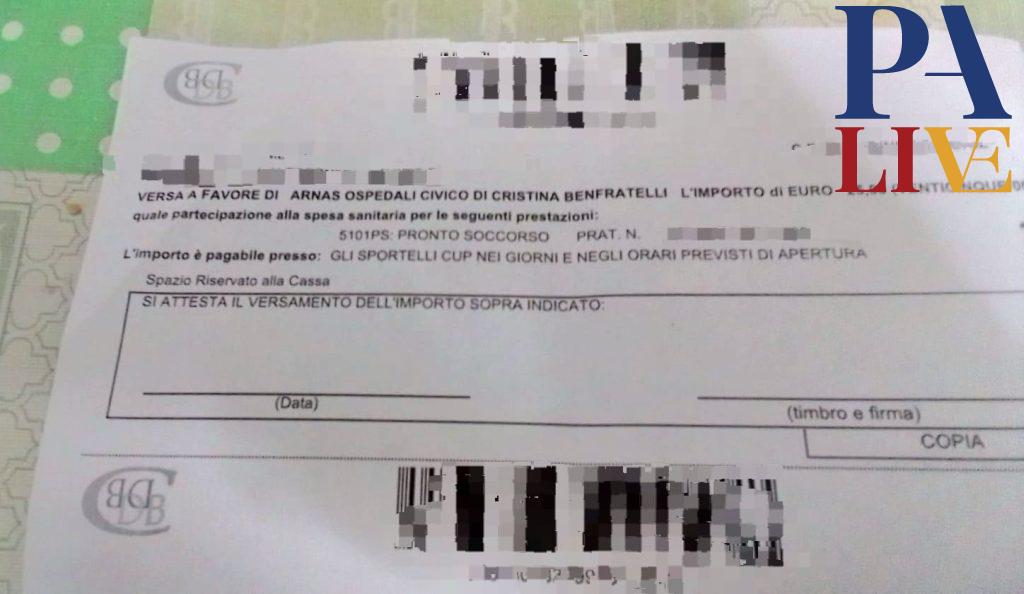 PA
LIVE
VERSA A FAVORE DI ARNAS OSPEDALI CIVICO DI CRISTINA BENFRATELLI L'IMPORTO di EURO
quale partecipazione alla spesa sanitaria per le seguenti prestazioni:
5101PS: PRONTO SOCCORSO PRAT. N.
L'importo è pagabile presso: GLI SPORTELLI CUP NEI GIORNI E NEGLI ORARI PREVISTI DI APERTURA
Spazio Riservato alla Cassa
SI ATTESTA IL VERSAMENTO DELL'IMPORTO SOPRA INDICATO:
(Data)
(timbro e firma)
COPIA